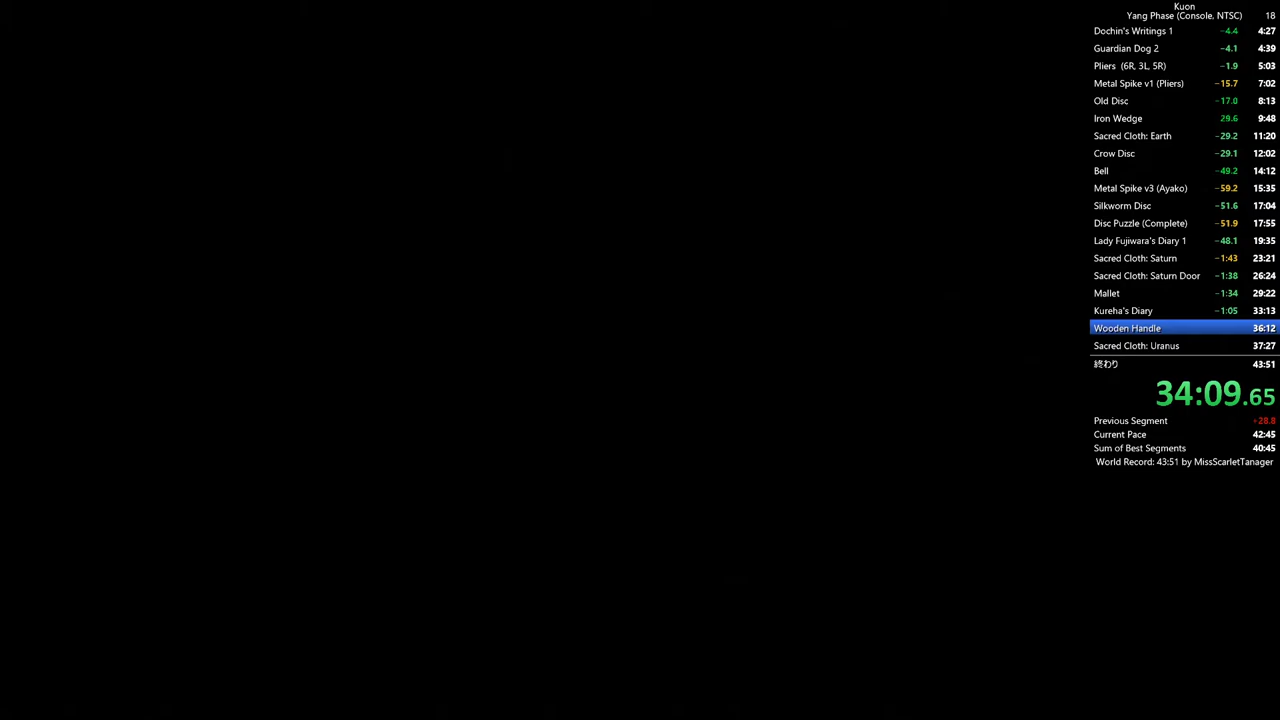 Kuon
Yang Phase (Console, NTSC) 18
Dochin's Writings 1 -4.4 4:27
Guardian Dog 2 -4.1 4:39
Pliers (6R, 3L, 5R) -1.9 5:03
Metal Spike v1 (Pliers) -15.7 7:02
Old Disc -17.0 8:13
Iron Wedge 29.6 9:48
Sacred Cloth: Earth -29.2 11:20
Crow Disc -29.1 12:02
Bell -49.2 14:12
Metal Spike v3 (Ayako) -59.2 15:35
Silkworm Disc -51.6 17:04
Disc Puzzle (Complete) -51.9 17:55
Lady Fujiwara's Diary 1 -48.1 19:35
Sacred Cloth: Saturn -1:43 23:21
Sacred Cloth: Saturn Door -1:38 26:24
Mallet -1:34 29:22
Kureha's Diary -1:05 33:13
Wooden Handle 36:12
Sacred Cloth: Uranus 37:27
終わり 43:51
34:09.65
Previous Segment +28.8
Current Pace 42:45
Sum of Best Segments 40:45
World Record: 43:51 by MissScarletTanager